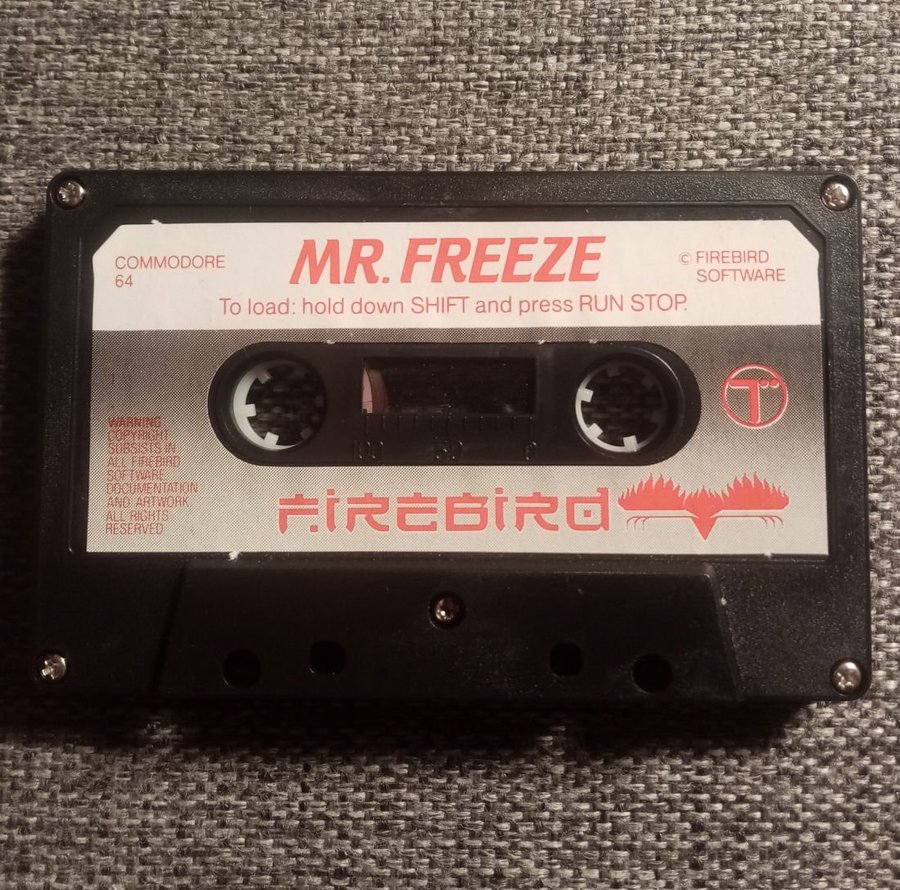 MR. FREEZE
COMMODORE
64
© FIREBIRD
SOFTWARE
To load: hold down SHIFT and press RUN STOP.
100 50 0
WARNING
COPYRIGHT
SUBSISTS IN
ALL FIREBIRD
SOFTWARE
DOCUMENTATION
AND ARTWORK
ALL RIGHTS
RESERVED
FIREBIRD